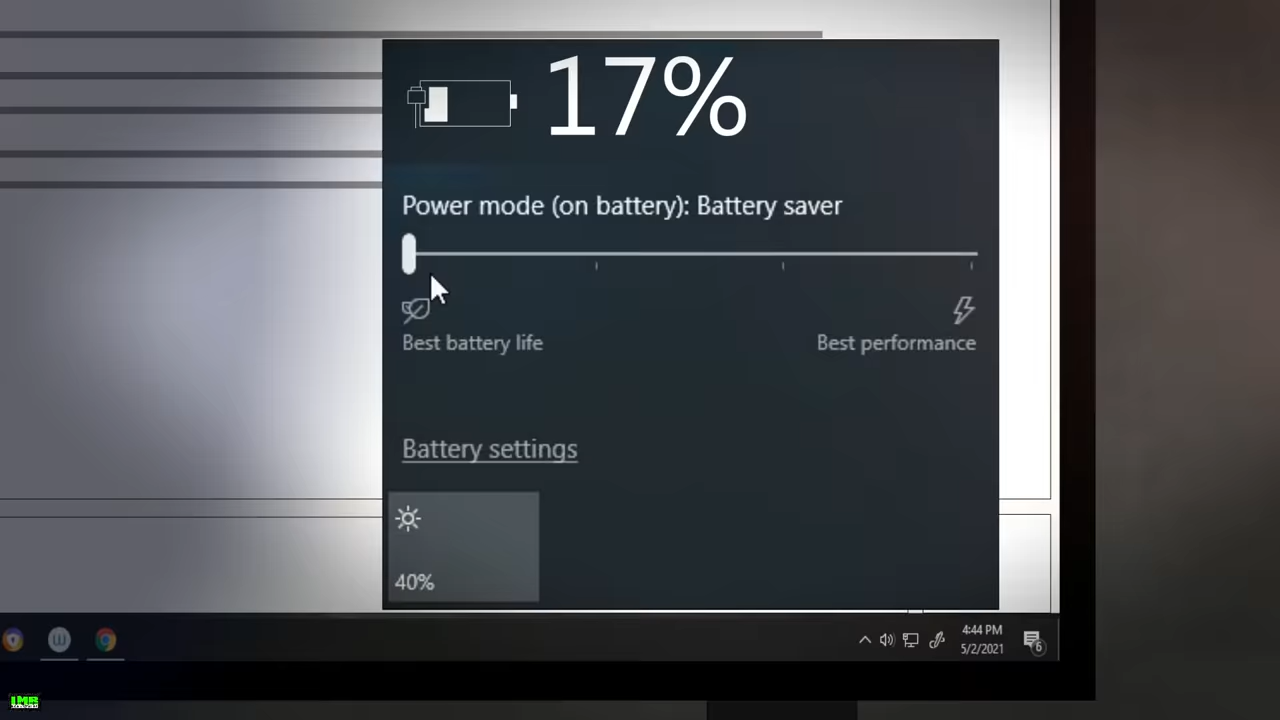 17%
Power mode (on battery): Battery saver
Best battery life
Best performance
Battery settings
40%
4:44 PM
5/2/2021
6
LMR